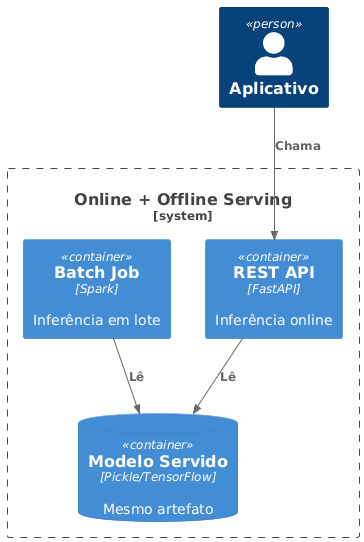 «person»
Aplicativo
Chama
Online + Offline Serving
[system]
«container»
Batch Job
[Spark]
Inferência em lote
«container»
REST API
[FastAPI]
Inferência online
Lê
Lê
«container»
Modelo Servido
[Pickle/TensorFlow]
Mesmo artefato